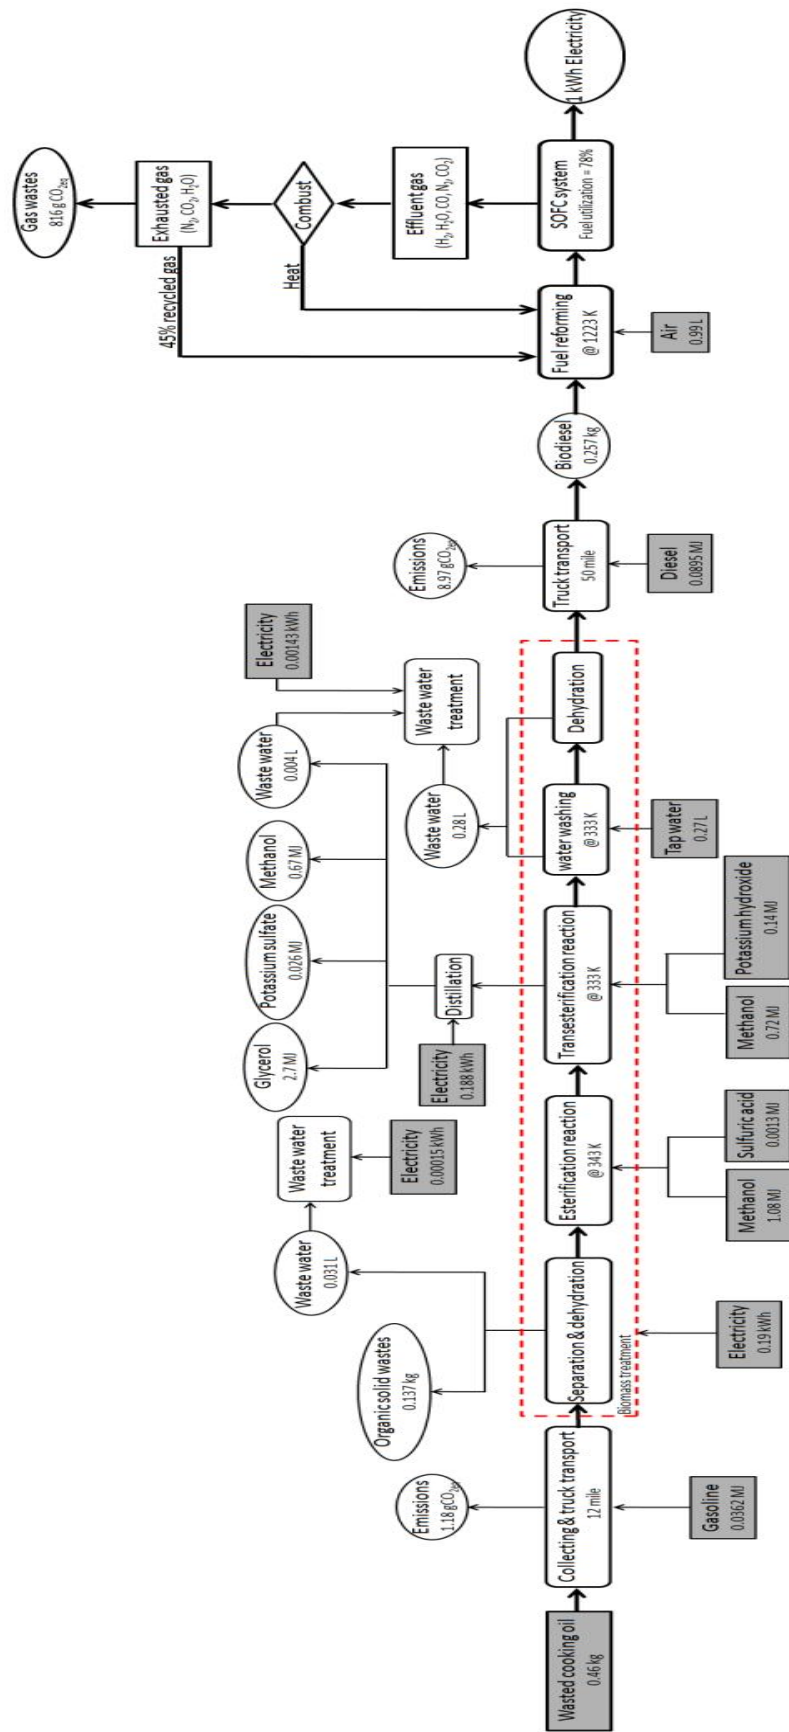 Wasted cooking oil
0.46 kg
Collecting & truck transport
12 mile
Emissions
1.18 gCO2eq
Gasoline
0.0362 MJ
Separation & dehydration
Biomass treatment
Organic solid wastes
0.137 kg
Waste water
0.031 L
Waste water
treatment
Electricity
0.00015 kWh
Electricity
0.19 kWh
Esterification reaction
@ 343 K
Methanol
1.08 MJ
Sulfuric acid
0.0013 MJ
Transesterification reaction
@ 333 K
Methanol
0.72 MJ
Potassium hydroxide
0.14 MJ
Distillation
Electricity
0.188 kWh
Glycerol
2.7 MJ
Potassium sulfate
0.026 MJ
Methanol
0.67 MJ
Waste water
0.004 L
water washing
@ 333 K
Tap water
0.27 L
Waste water
0.28 L
Waste water
treatment
Electricity
0.00143 kWh
Dehydration
Truck transport
50 mile
Emissions
8.97 gCO2eq
Diesel
0.0895 MJ
Biodiesel
0.257 kg
Fuel reforming
@ 1223 K
Air
0.99 L
45% recycled gas
Heat
SOFC system
Fuel utilization = 78%
Effluent gas
(H2, H2O, CO, N2, CO2)
Combust
Exhausted gas
(N2, CO2, H2O)
Gas wastes
816 g CO2eq
1 kWh Electricity